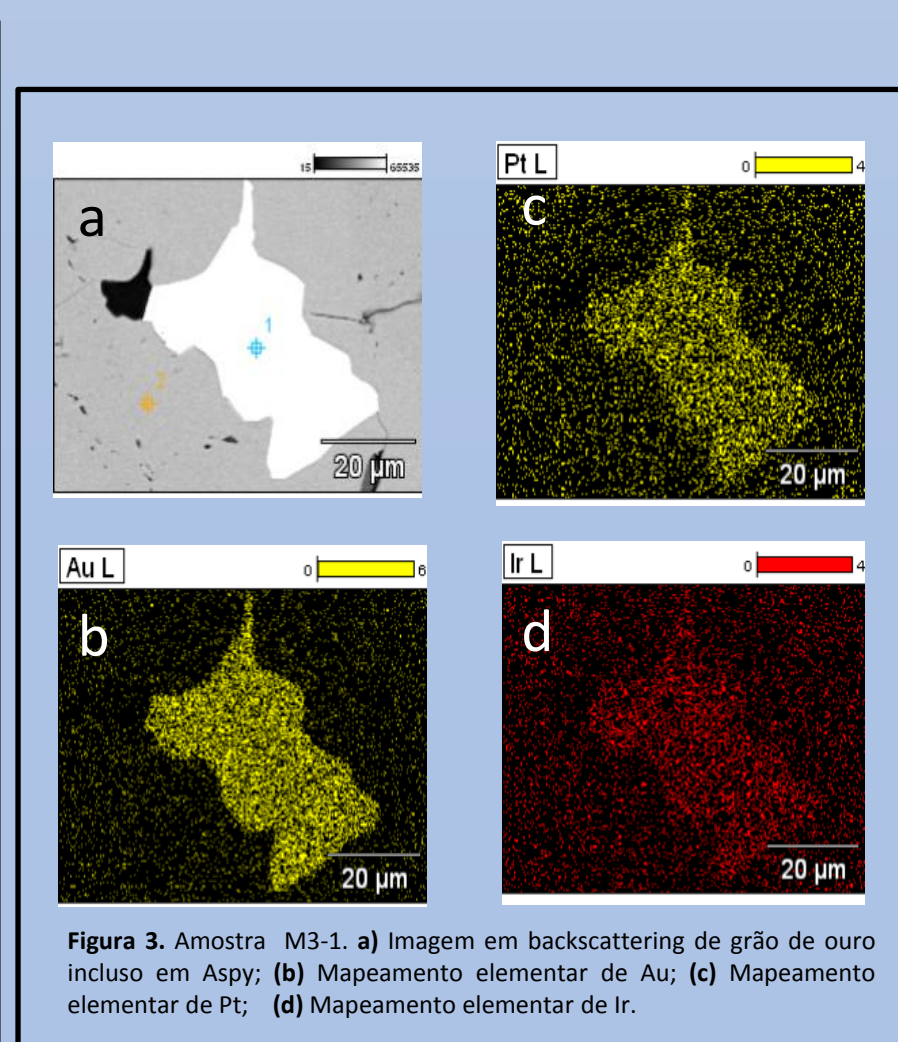 15 65535
a
1
2
20 µm
Pt L 0 4
c
20 µm
Au L 0 6
b
20 µm
Ir L 0 4
d
20 µm
Figura 3. Amostra M3-1. a) Imagem em backscattering de grão de ouro
incluso em Aspy; (b) Mapeamento elementar de Au; (c) Mapeamento
elementar de Pt; (d) Mapeamento elementar de Ir.